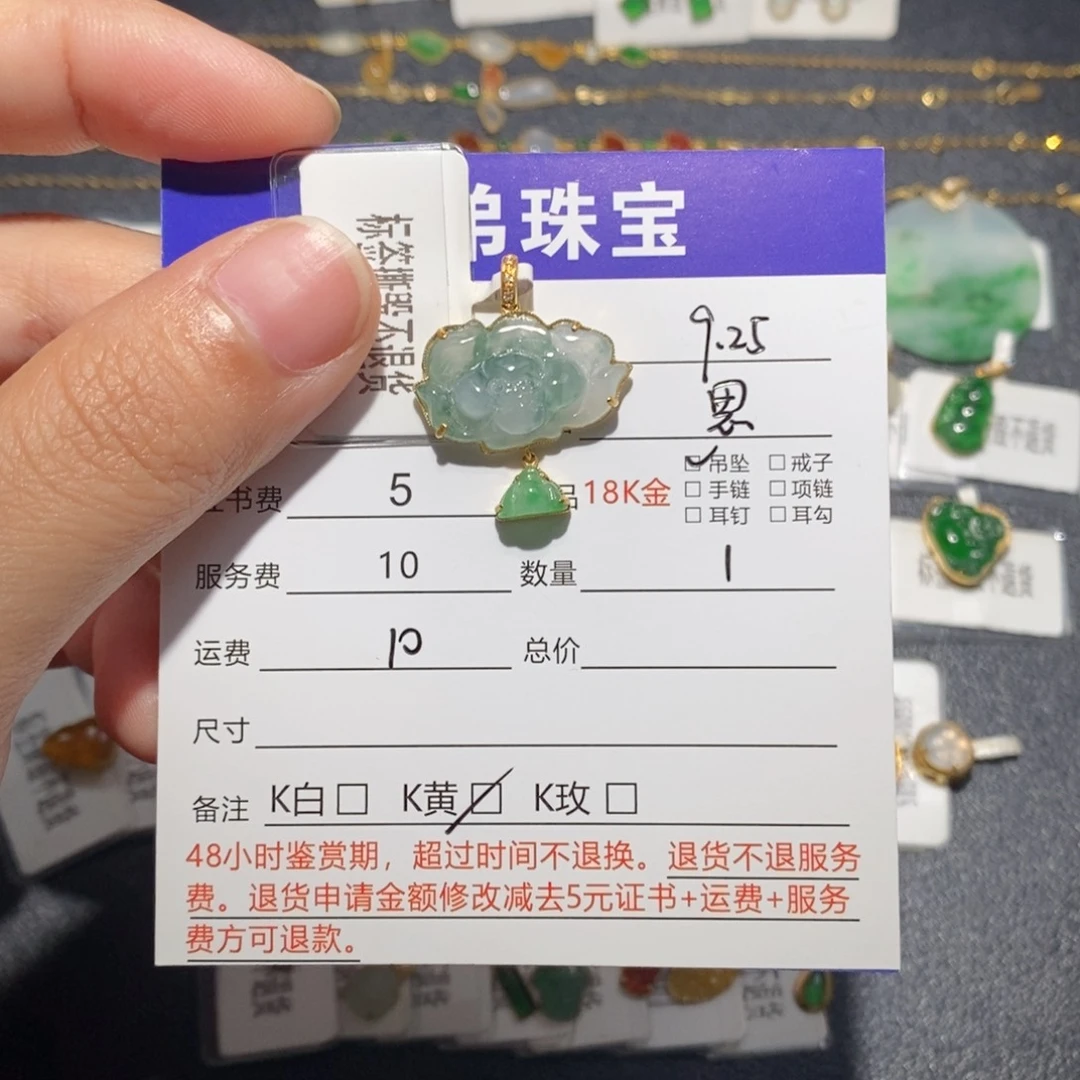 珠宝
标签撕毁不退货
9.25
思
书费 5 18K金 ☑吊坠 ☐戒子
☐手链 ☐项链
☐耳钉 ☐耳勾
服务费 10 数量 1
运费 10 总价
尺寸
备注 K白☐ K黄☑ K玫☐
48小时鉴赏期，超过时间不退换。退货不退服务
费。退货申请金额修改减去5元证书+运费+服务
费方可退款。
不退货